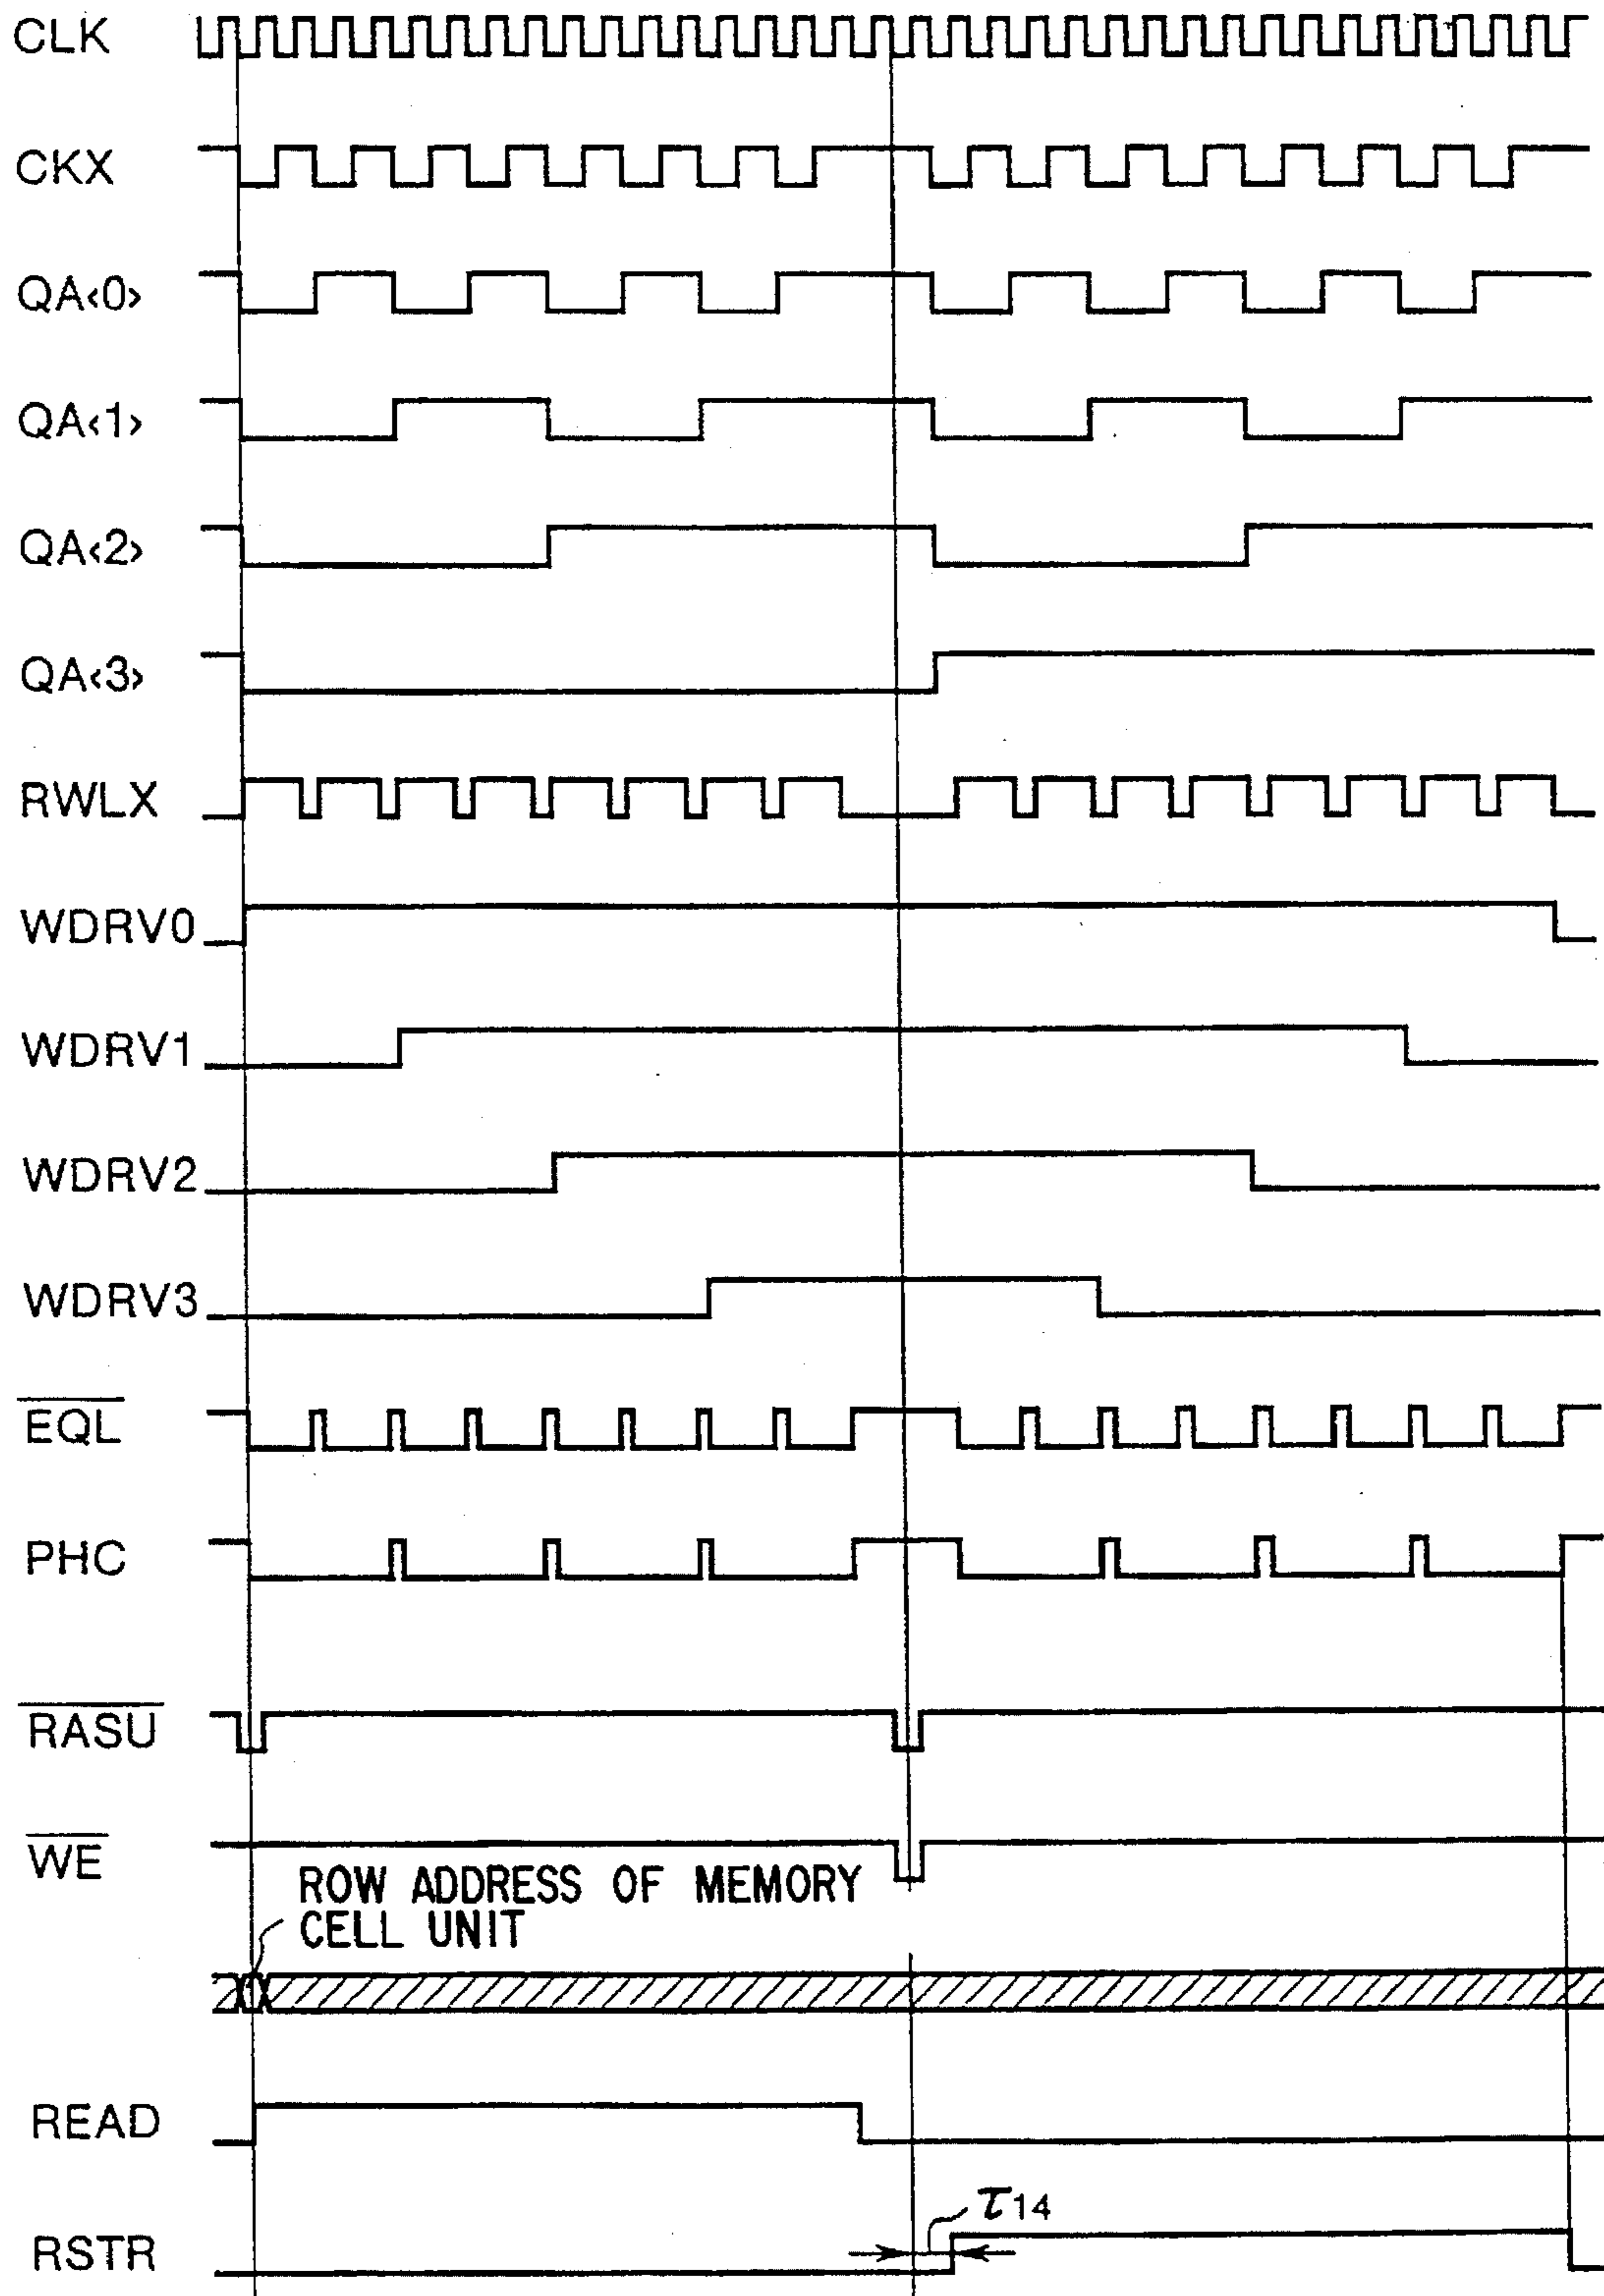 CLK
CKX
QA‹0›
QA‹1›
QA‹2›
QA‹3›
RWLX
WDRV0
WDRV1
WDRV2
WDRV3
EQL
PHC
RASU
WE
ROW ADDRESS OF MEMORY
CELL UNIT
READ
τ14
RSTR